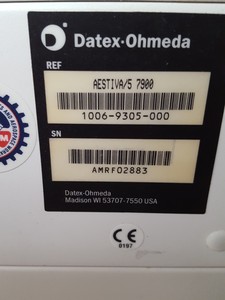 Datex-Ohmeda
REF
AESTIVA/5 7900
1006-9305-000
SN
AMRF02883
Datex-Ohmeda
Madison WI 53707-7550 USA
CE
0197